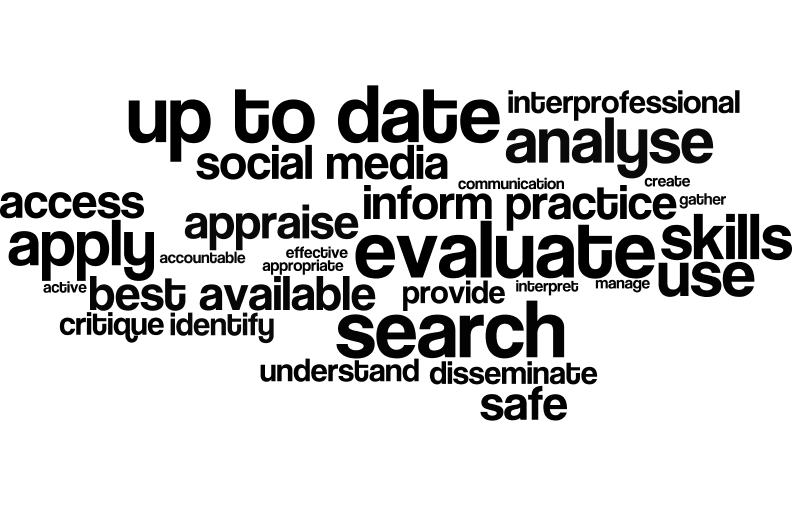 up to date
interprofessional
analyse
social media
communication
create
access
inform practice
gather
appraise
apply
evaluate
skills
accountable
effective
appropriate
use
active
best available
provide
interpret
manage
critique
identify
search
understand
disseminate
safe